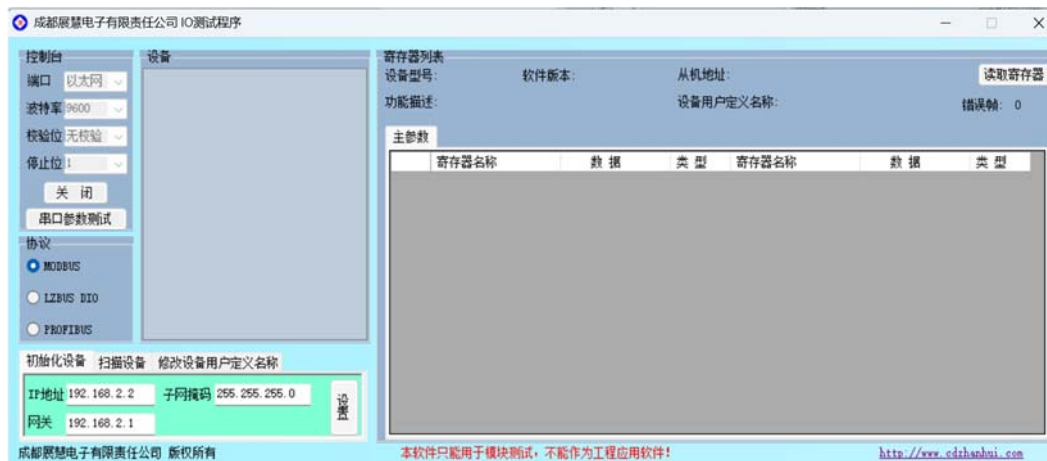 成都展慧电子有限责任公司 IO测试程序
控制台
端口 以太网
波特率 9600
校验位 无校验
停止位 1
关 闭
串口参数测试
协议
MODBUS
LZBUS DIO
PROFIBUS
设备
寄存器列表
设备型号: 软件版本: 从机地址: 读取寄存器
功能描述: 设备用户定义名称: 错误帧: 0
主参数
寄存器名称 数 据 类 型 寄存器名称 数 据 类 型
初始化设备 扫描设备 修改设备用户定义名称
IP地址 192.168.2.2 子网掩码 255.255.255.0
网关 192.168.2.1
设置
成都展慧电子有限责任公司 版权所有 本软件只能用于模块测试，不能作为工程应用软件! http://www.cdzhanhui.com